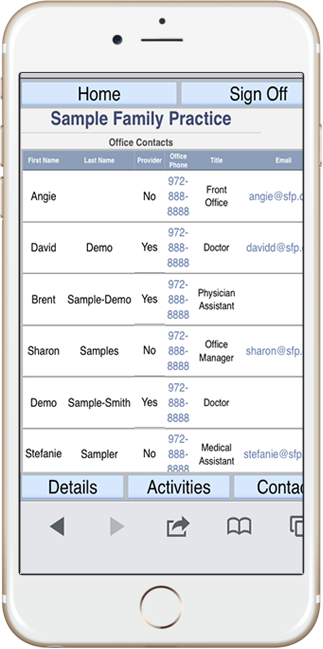 Home Sign Off
Sample Family Practice
Office Contacts
First Name Last Name Provider Office Phone Title Email
Angie No 972-888-8888 Front Office angie@sfp.c
David Demo Yes 972-888-8888 Doctor davidd@sfp.
Brent Sample-Demo Yes 972-888-8888 Physician Assistant
Sharon Samples No 972-888-8888 Office Manager sharon@sfp.
Demo Sample-Smith Yes 972-888-8888 Doctor
Stefanie Sampler No 972-888-8888 Medical Assistant stefanie@sfp
Details Activities Contac